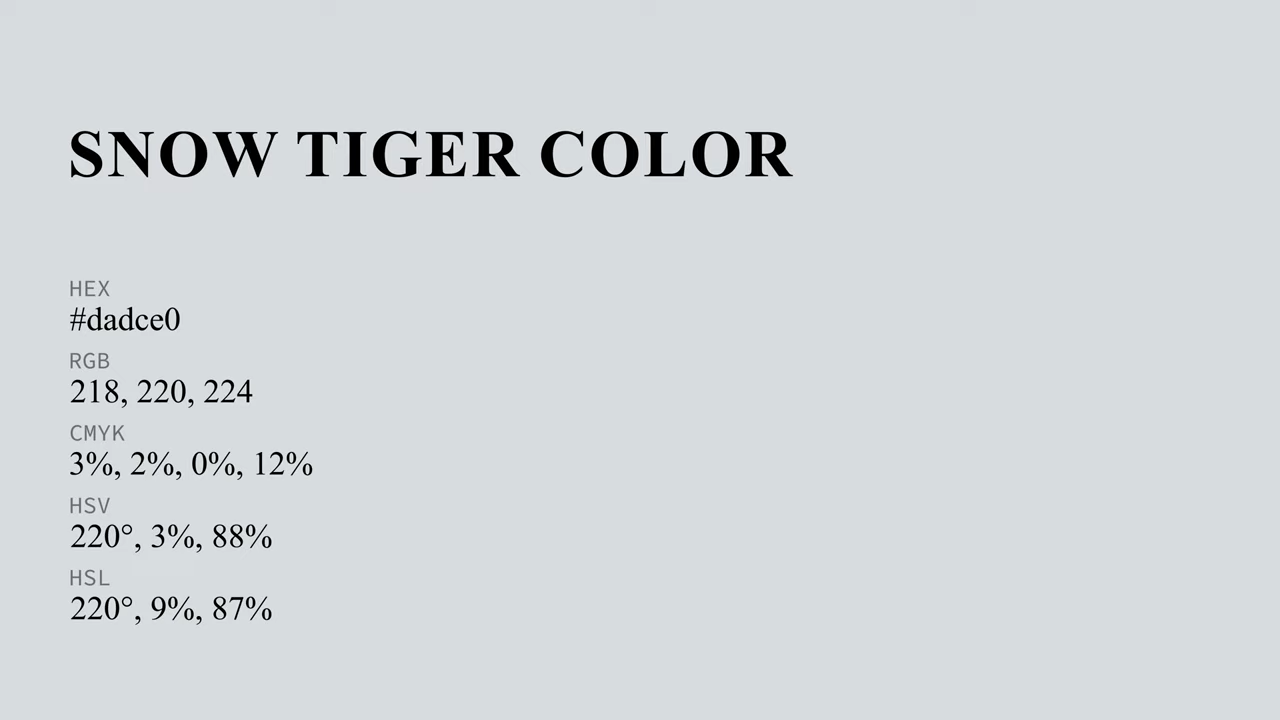 SNOW TIGER COLOR
HEX
#dadce0
RGB
218, 220, 224
CMYK
3%, 2%, 0%, 12%
HSV
220°, 3%, 88%
HSL
220°, 9%, 87%